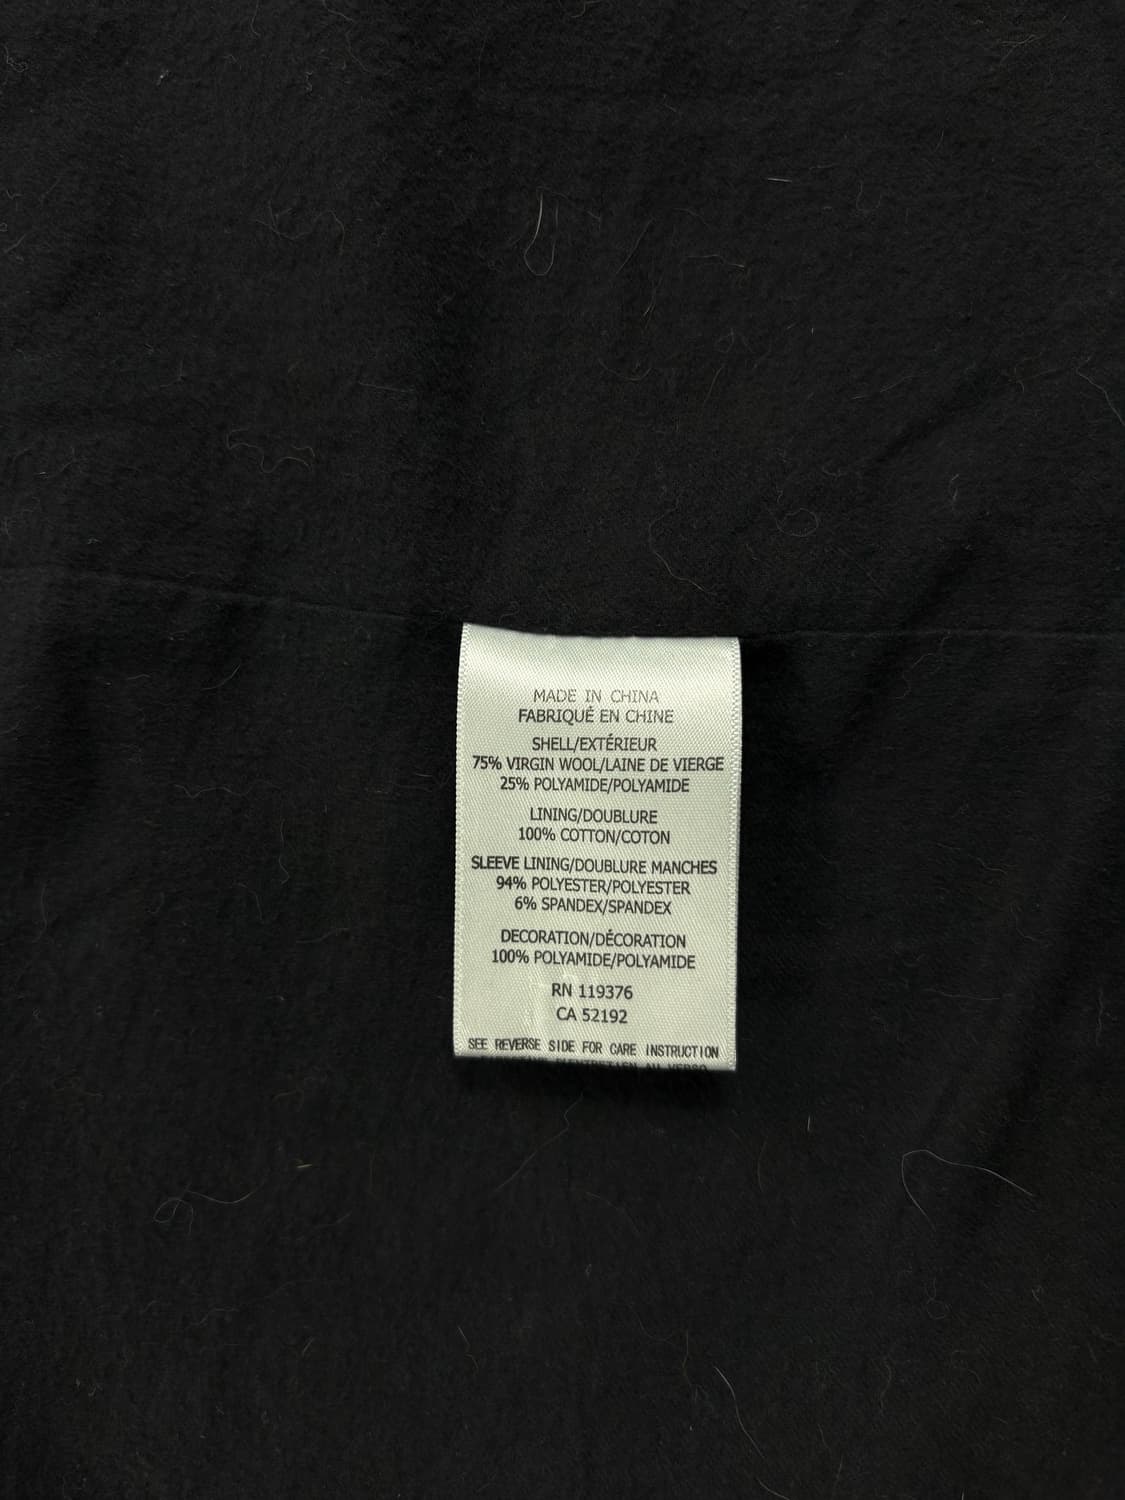 MADE IN CHINA
FABRIQUÉ EN CHINE
SHELL/EXTÉRIEUR
75% VIRGIN WOOL/LAINE DE VIERGE
25% POLYAMIDE/POLYAMIDE
LINING/DOUBLURE
100% COTTON/COTON
SLEEVE LINING/DOUBLURE MANCHES
94% POLYESTER/POLYESTER
6% SPANDEX/SPANDEX
DECORATION/DÉCORATION
100% POLYAMIDE/POLYAMIDE
RN 119376
CA 52192
SEE REVERSE SIDE FOR CARE INSTRUCTION
AU VERSO